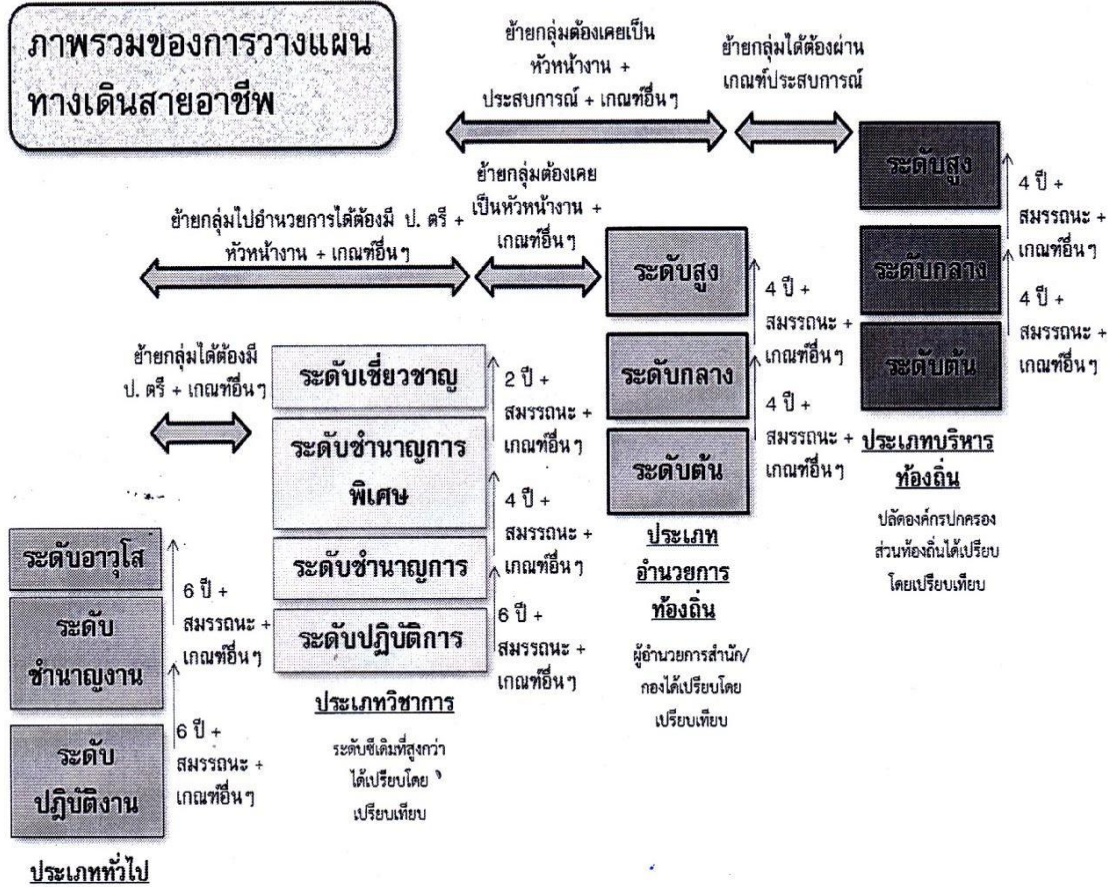 ภาพรวมของการวางแผน
ทางเดินสายอาชีพ
ย้ายกลุ่มต้องเคยเป็น
หัวหน้างาน +
ประสบการณ์ + เกณฑ์อื่นๆ
ย้ายกลุ่มได้ต้องผ่าน
เกณฑ์ประสบการณ์
ย้ายกลุ่มไปอำนวยการได้ต้องมี ป. ตรี +
หัวหน้างาน + เกณฑ์อื่นๆ
ย้ายกลุ่มต้องเคย
เป็นหัวหน้างาน +
เกณฑ์อื่นๆ
ย้ายกลุ่มได้ต้องมี
ป. ตรี + เกณฑ์อื่นๆ
ระดับอาวุโส
ระดับ
ชำนาญงาน
ระดับ
ปฎิบัติงาน
6 ปี +
สมรรถนะ +
เกณฑ์อื่นๆ
6 ปี +
สมรรถนะ +
เกณฑ์อื่นๆ
ประเภททั่วไป
ระดับเชี่ยวชาญ
ระดับชำนาญการ
พิเศษ
ระดับชำนาญการ
ระดับปฏิบัติการ
2 ปี +
สมรรถนะ +
เกณฑ์อื่นๆ
4 ปี +
สมรรถนะ +
เกณฑ์อื่นๆ
6 ปี +
สมรรถนะ +
เกณฑ์อื่นๆ
ประเภทวิชาการ
ระดับซีเดิมที่สูงกว่า
ได้เปรียบโดย
เปรียบเทียบ
ระดับสูง
ระดับกลาง
ระดับต้น
4 ปี +
สมรรถนะ +
เกณฑ์อื่นๆ
4 ปี +
สมรรถนะ +
เกณฑ์อื่นๆ
ประเภท
อำนวยการ
ท้องถิ่น
ผู้อำนวยการสำนัก/
กองได้เปรียบโดย
เปรียบเทียบ
ระดับสูง
ระดับกลาง
ระดับต้น
4 ปี +
สมรรถนะ +
เกณฑ์อื่นๆ
4 ปี +
สมรรถนะ +
เกณฑ์อื่นๆ
ประเภทบริหาร
ท้องถิ่น
ปลัดองค์กรปกครอง
ส่วนท้องถิ่นได้เปรียบ
โดยเปรียบเทียบ